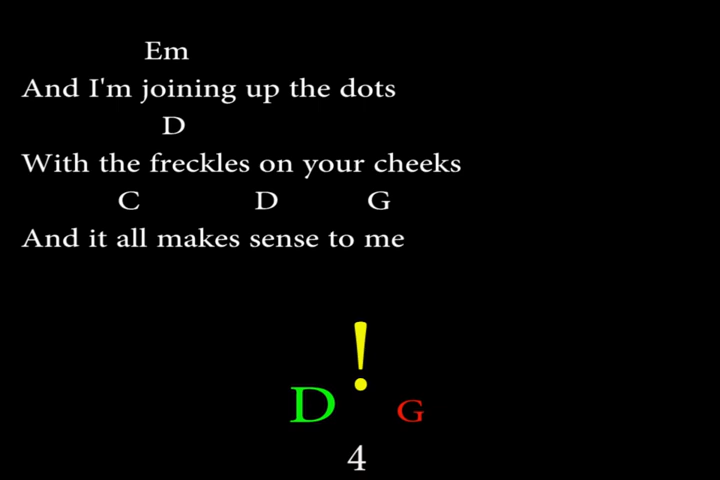 Em
And I'm joining up the dots
D
With the freckles on your cheeks
C D G
And it all makes sense to me
!
D G
4